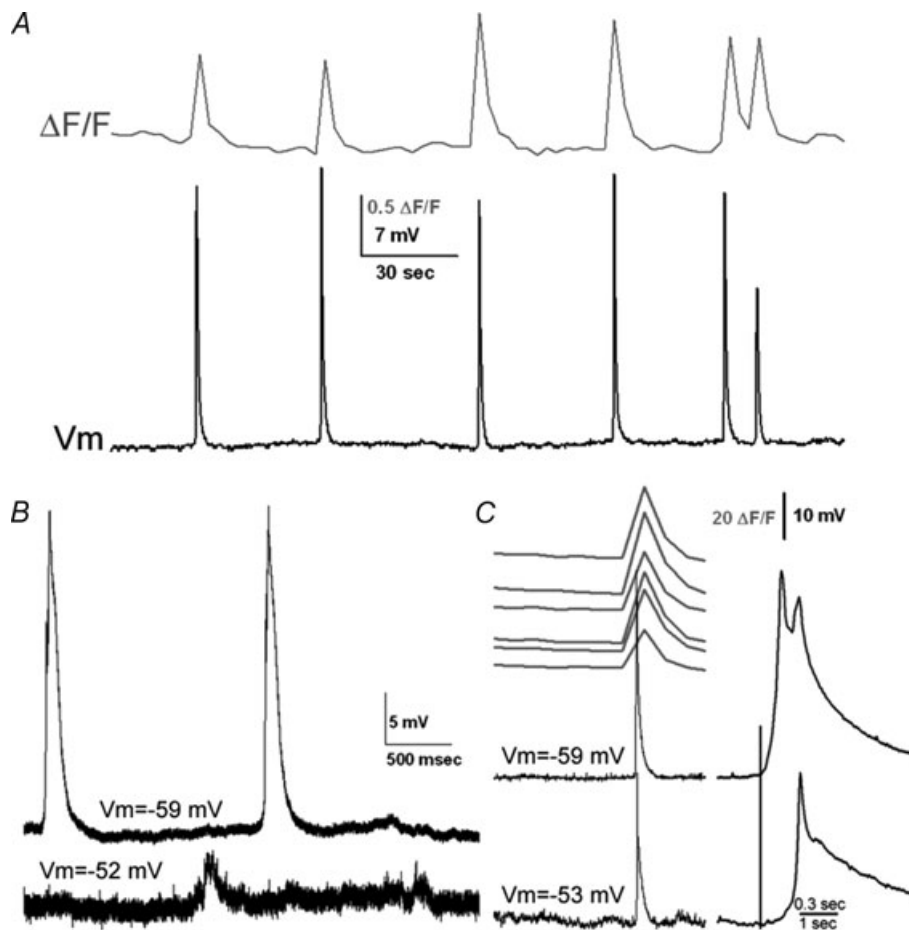 A
ΔF/F
0.5 ΔF/F
7 mV
30 sec
Vm
B
5 mV
500 msec
Vm=-59 mV
Vm=-52 mV
C
20 ΔF/F
10 mV
Vm=-59 mV
Vm=-53 mV
0.3 sec
1 sec